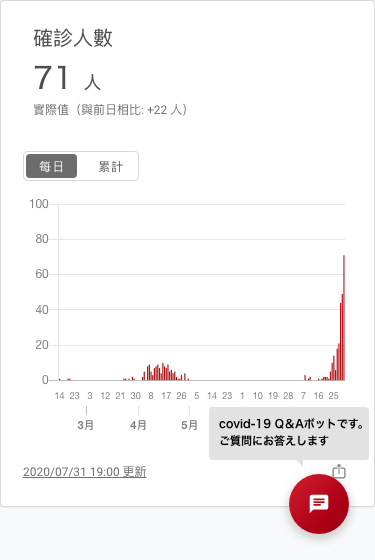 確診人數
71 人
實際值（與前日相比: +22 人）
每日 累計
100
80
60
40
20
0
14 23 3 12 21 30 8 17 26 5 14 23 1 10 19 28 7 16 25
3月 4月 5月
covid-19 Q&Aボットです。
ご質問にお答えします
2020/07/31 19:00 更新